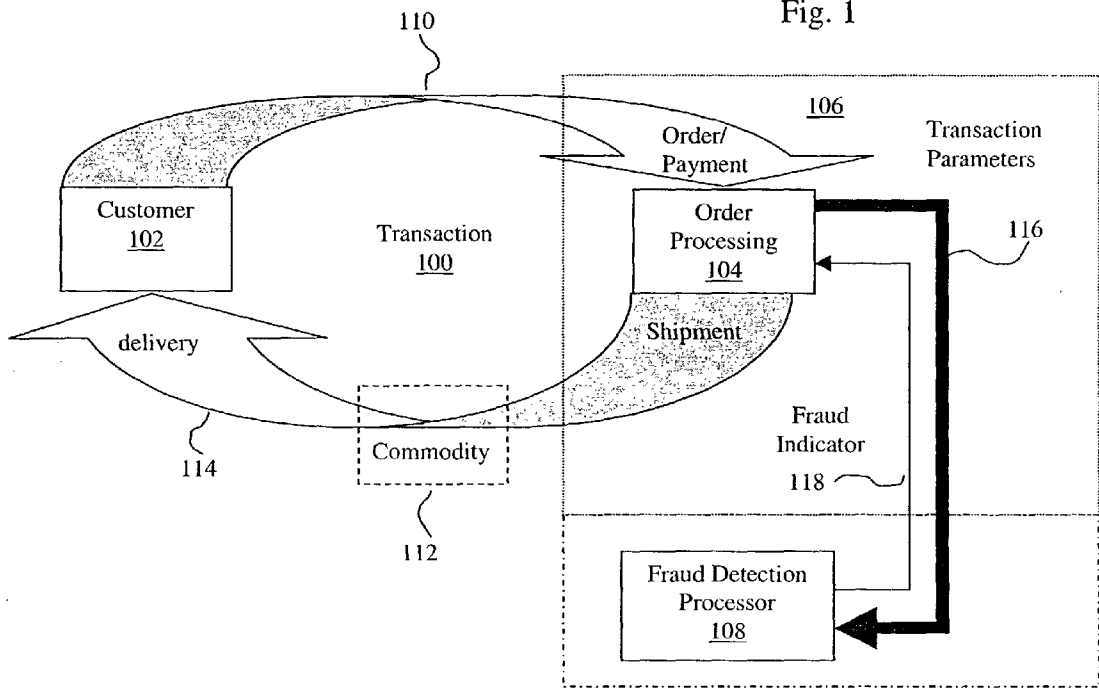 Fig. 1
110
106
Transaction
Parameters
Order/
Payment
Customer
102
Transaction
100
Order
Processing
104
116
delivery
Shipment
114
Commodity
112
Fraud
Indicator
118
Fraud Detection
Processor
108